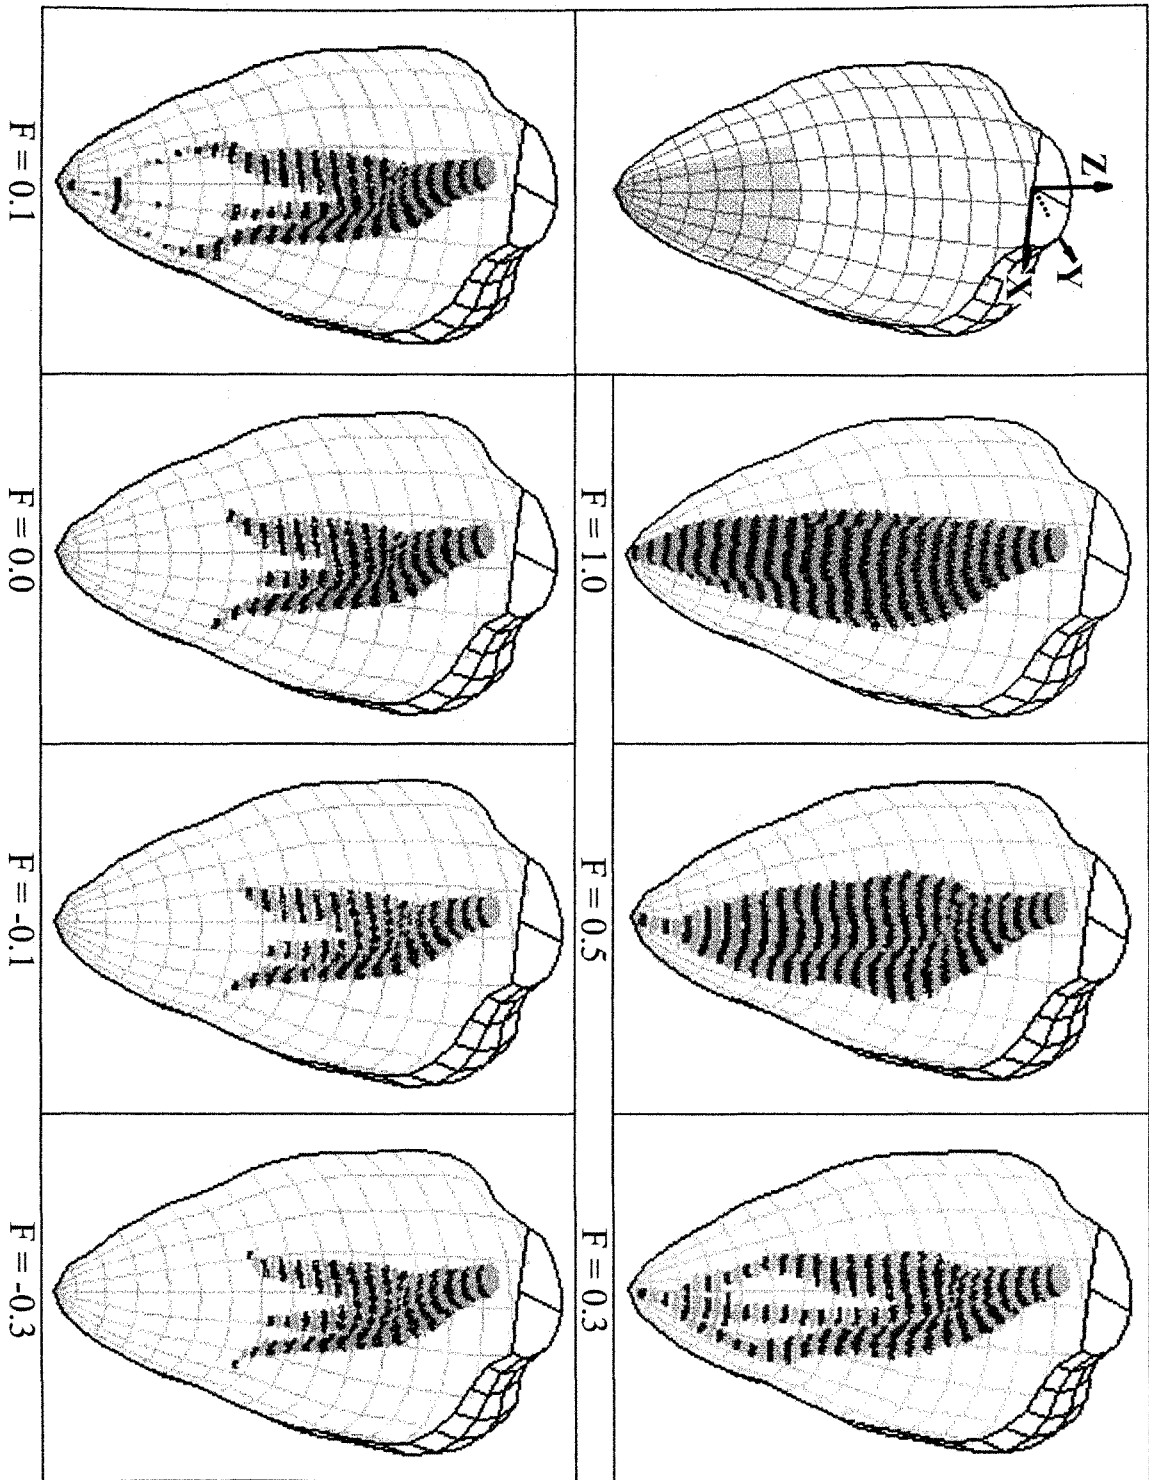 Z
Y
X
F = 1.0
F = 0.5
F = 0.3
F = 0.1
F = 0.0
F = -0.1
F = -0.3